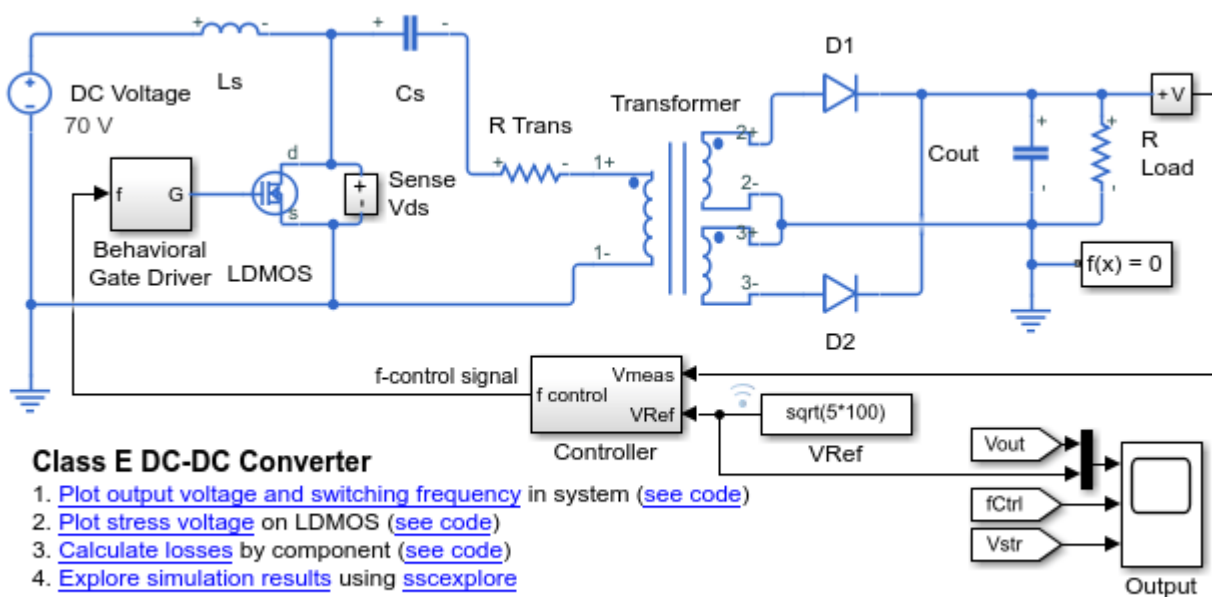 + -
Ls
+ -
Cs
DC Voltage
70 V
+
-
R Trans
+ -
Transformer
1+
1-
2+
2-
3+
3-
D1
D2
Cout
+
-
R
Load
+
-
+V
f G
Behavioral
Gate Driver
d
s
LDMOS
+
-
Sense
Vds
f(x) = 0
f-control signal
f control
Vmeas
VRef
Controller
sqrt(5*100)
VRef
Vout
fCtrl
Vstr
Output
Class E DC-DC Converter
1. Plot output voltage and switching frequency in system (see code)
2. Plot stress voltage on LDMOS (see code)
3. Calculate losses by component (see code)
4. Explore simulation results using sscexplore